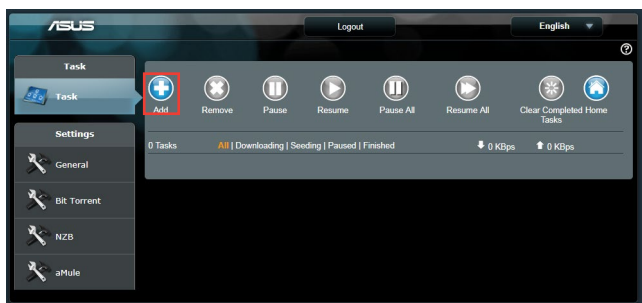 ASUS
Logout
English
Task
Task
Settings
General
Bit Torrent
NZB
aMule
Add
Remove
Pause
Resume
Pause All
Resume All
Clear Completed Tasks
Home
0 Tasks
All | Downloading | Seeding | Paused | Finished
0 KBps
0 KBps